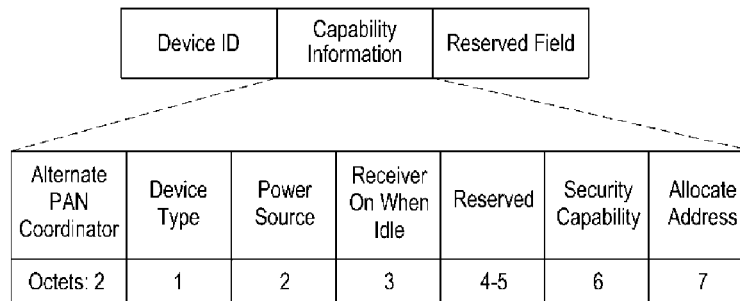 Device ID
Capability
Information
Reserved Field
Alternate
PAN
Coordinator
Device
Type
Power
Source
Receiver
On When
Idle
Reserved
Security
Capability
Allocate
Address
Octets: 2
1
2
3
4-5
6
7